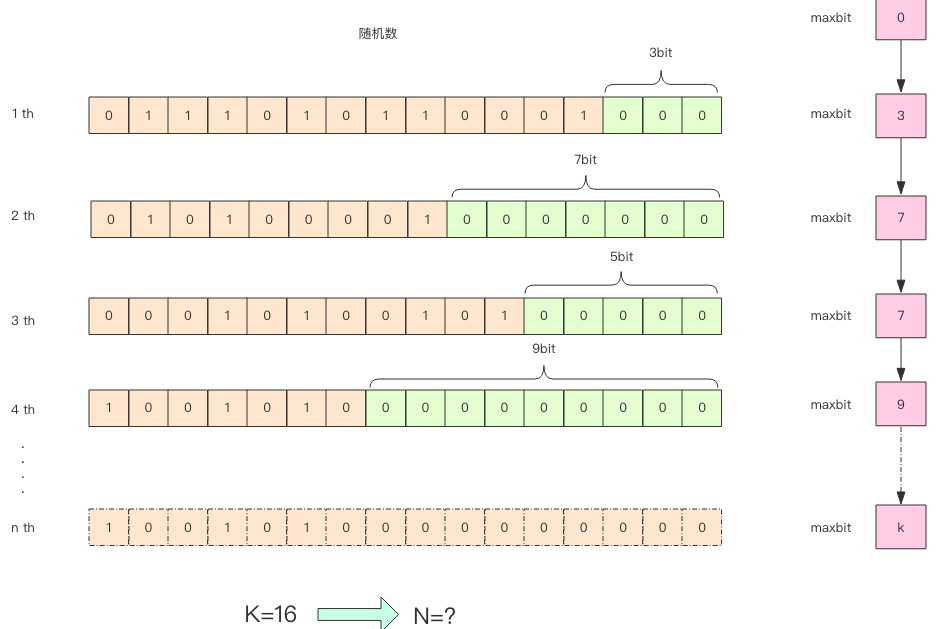 随机数
maxbit 0
3bit
1 th 0 1 1 1 0 1 0 1 1 0 0 0 1 0 0 0 maxbit 3
7bit
2 th 0 1 0 1 0 0 0 0 1 0 0 0 0 0 0 0 maxbit 7
5bit
3 th 0 0 0 1 0 1 0 0 1 0 1 0 0 0 0 0 maxbit 7
9bit
4 th 1 0 0 1 0 1 0 0 0 0 0 0 0 0 0 0 maxbit 9
n th 1 0 0 1 0 1 0 0 0 0 0 0 0 0 0 0 maxbit k
K=16 N=?